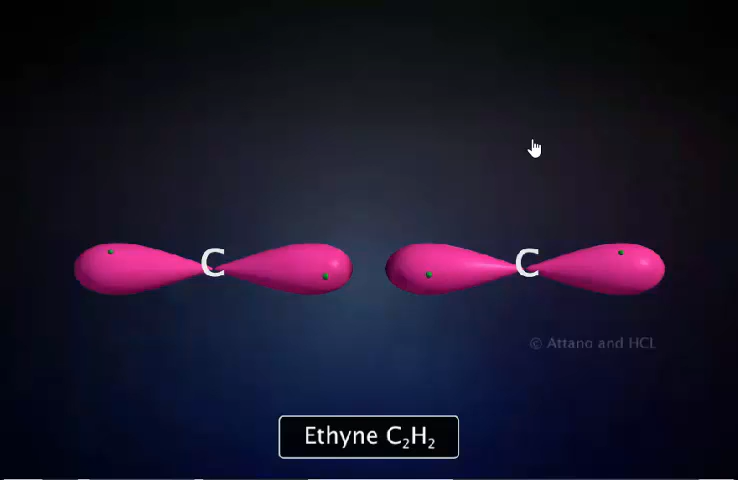 C C
© Attano and HCL
Ethyne C₂H₂